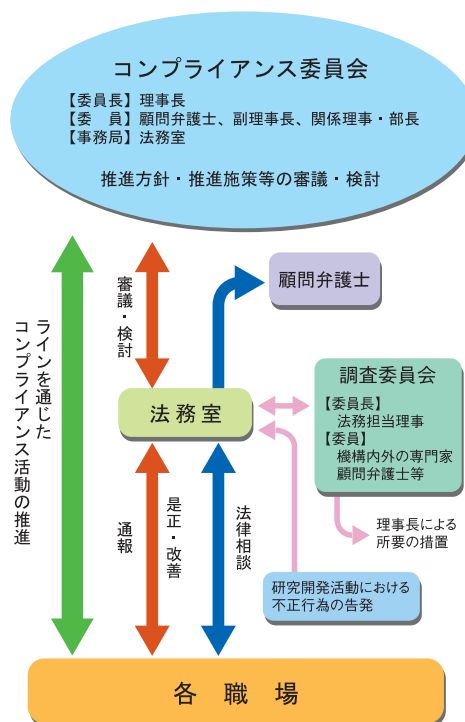 コンプライアンス委員会
【委員長】理事長
【委　員】顧問弁護士、副理事長、関係理事・部長
【事務局】法務室
推進方針・推進施策等の審議・検討
ラインを通じた
コンプライアンス活動の推進
審議・検討
顧問弁護士
法務室
調査委員会
【委員長】
法務担当理事
【委員】
機構内外の専門家
顧問弁護士等
理事長による
所要の措置
通報
是正・改善
法律相談
研究開発活動における
不正行為の告発
各　職　場